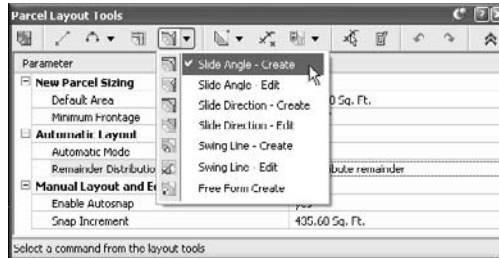 Parcel Layout Tools
Parameter
Slide Angle - Create
Slide Angle - Edit
New Parcel Sizing
Default Area
0 Sq. Ft.
Slide Direction - Create
Minimum Frontage
Slide Direction - Edit
Automatic Layout
Automatic Mode
Swing Line - Create
Remainder Distributio
Swing Line - Edit
bute remainder
Manual Layout and E
Free Form Create
Enable Autosnap
Snap Increment
435.60 Sq. Ft.
Select a command from the layout tools